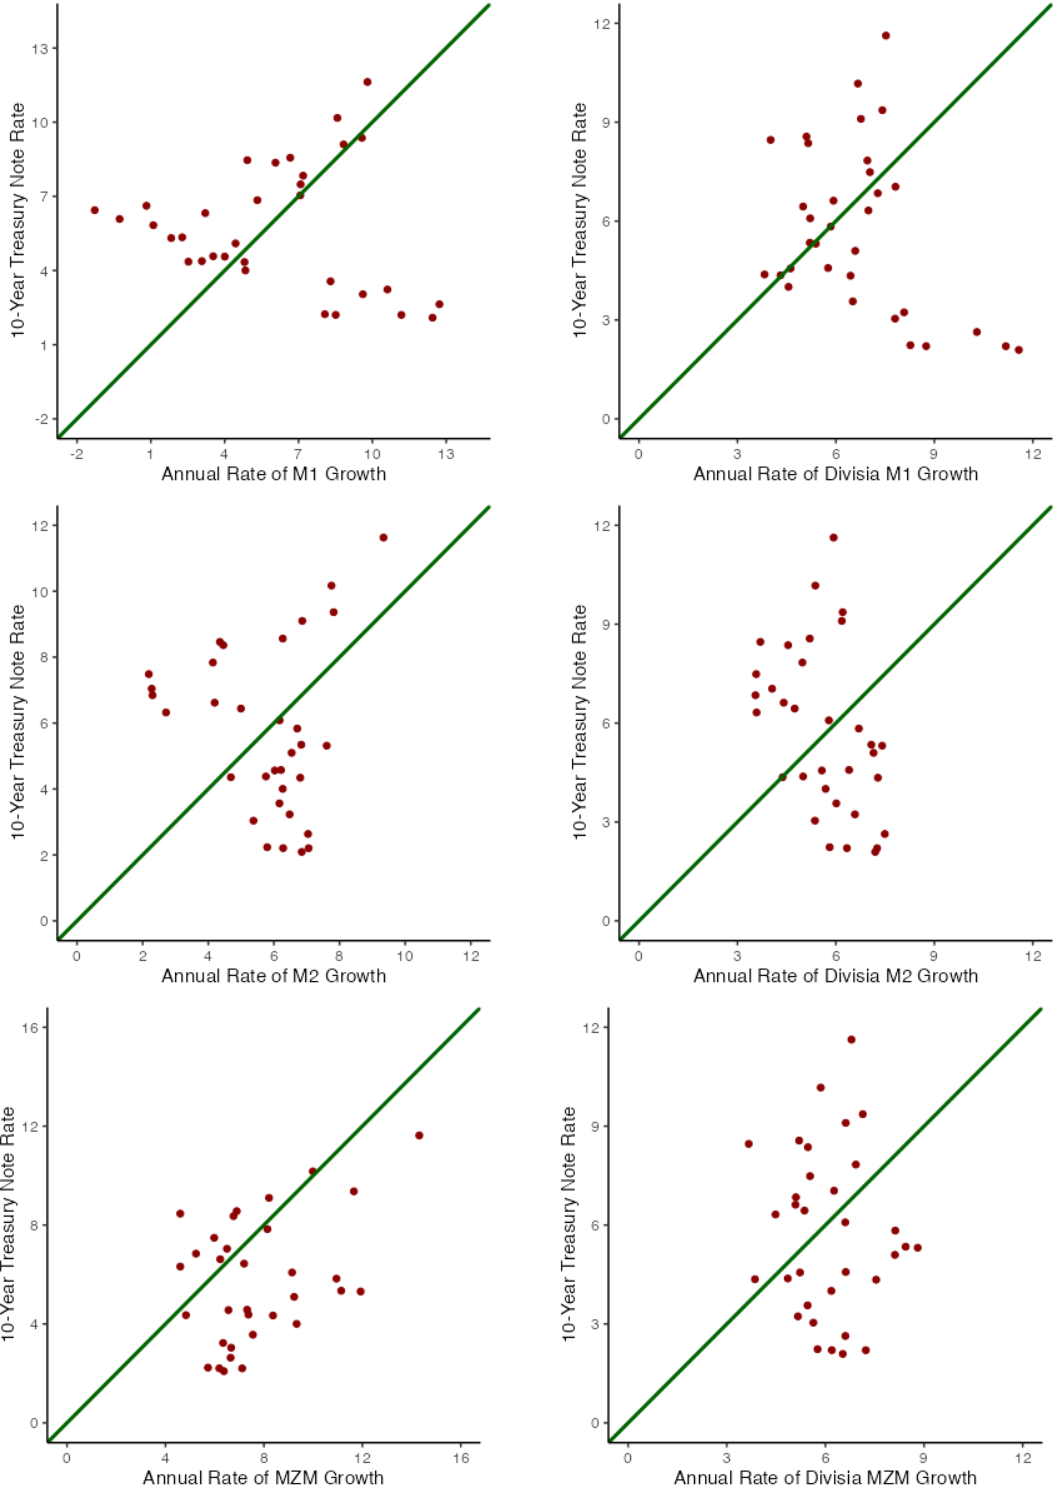 10-Year Treasury Note Rate
13
10
7
4
1
-2
-2 1 4 7 10 13
Annual Rate of M1 Growth
10-Year Treasury Note Rate
12
9
6
3
0
0 3 6 9 12
Annual Rate of Divisia M1 Growth
10-Year Treasury Note Rate
12
10
8
6
4
2
0
0 2 4 6 8 10 12
Annual Rate of M2 Growth
10-Year Treasury Note Rate
12
9
6
3
0
0 3 6 9 12
Annual Rate of Divisia M2 Growth
10-Year Treasury Note Rate
16
12
8
4
0
0 4 8 12 16
Annual Rate of MZM Growth
10-Year Treasury Note Rate
12
9
6
3
0
0 3 6 9 12
Annual Rate of Divisia MZM Growth